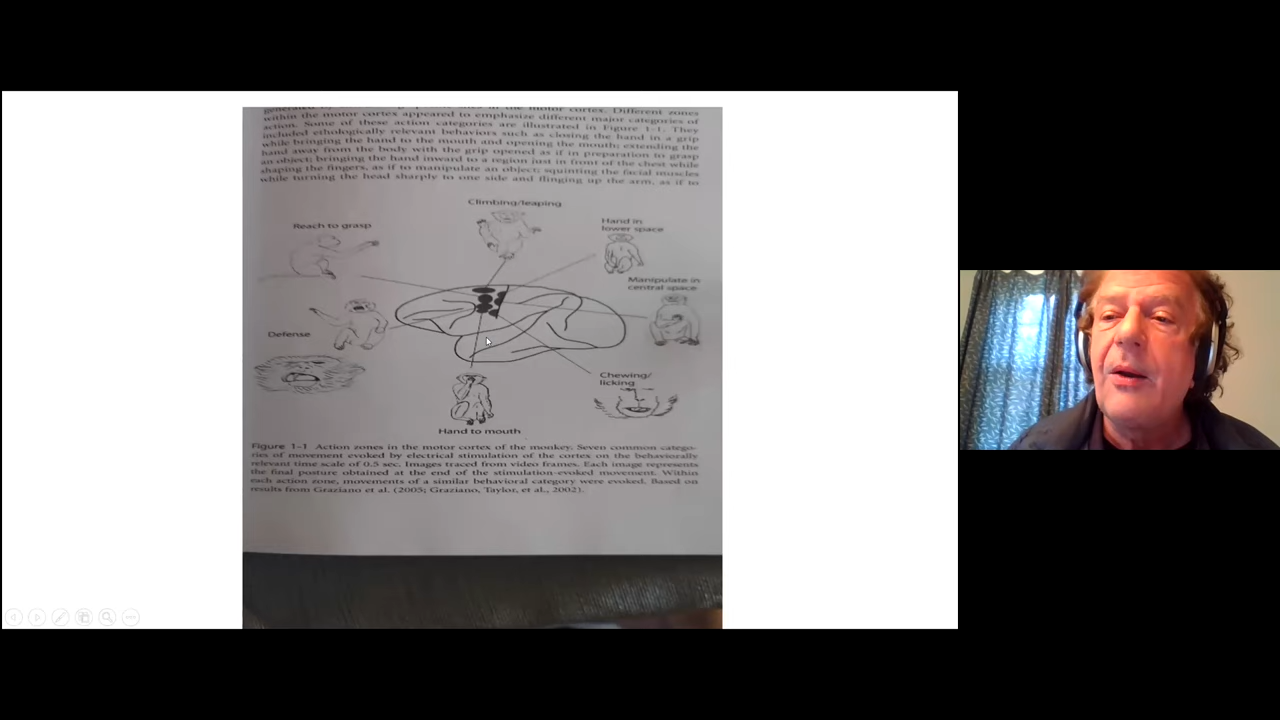 within the motor cortex appeared to emphasize different major categories of
action. Some of these action categories are illustrated in Figure 1-1. They
included ethologically relevant behaviors such as closing the hand in a grip
while bringing the hand to the mouth and opening the mouth; extending the
hand away from the body with the grip opened as if in preparation to grasp
an object; bringing the hand inward to a region just in front of the chest while
shaping the fingers, as if to manipulate an object; squinting the facial muscles
while turning the head sharply to one side and flinging up the arm, as if to
Climbing/leaping
Reach to grasp
Hand in
lower space
Manipulate in
central space
Defense
Chewing/
licking
Hand to mouth
Figure 1-1 Action zones in the motor cortex of the monkey. Seven common catego-
ries of movement evoked by electrical stimulation of the cortex on the behaviorally
relevant time scale of 0.5 sec. Images traced from video frames. Each image represents
the final posture obtained at the end of the stimulation-evoked movement. Within
each action zone, movements of a similar behavioral category were evoked. Based on
results from Graziano et al. (2005; Graziano, Taylor, et al., 2002).